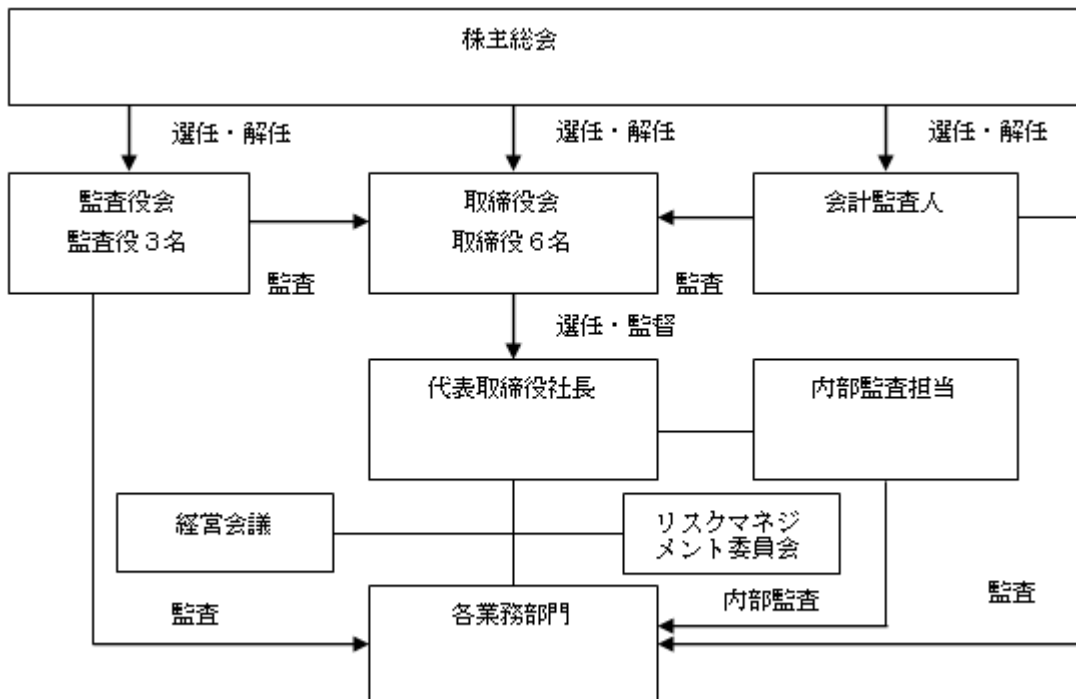 株主総会
選任・解任
選任・解任
選任・解任
監査役会
監査役３名
取締役会
取締役６名
会計監査人
監査
監査
選任・監督
代表取締役社長
内部監査担当
経営会議
リスクマネジ
メント委員会
監査
各業務部門
内部監査
監査